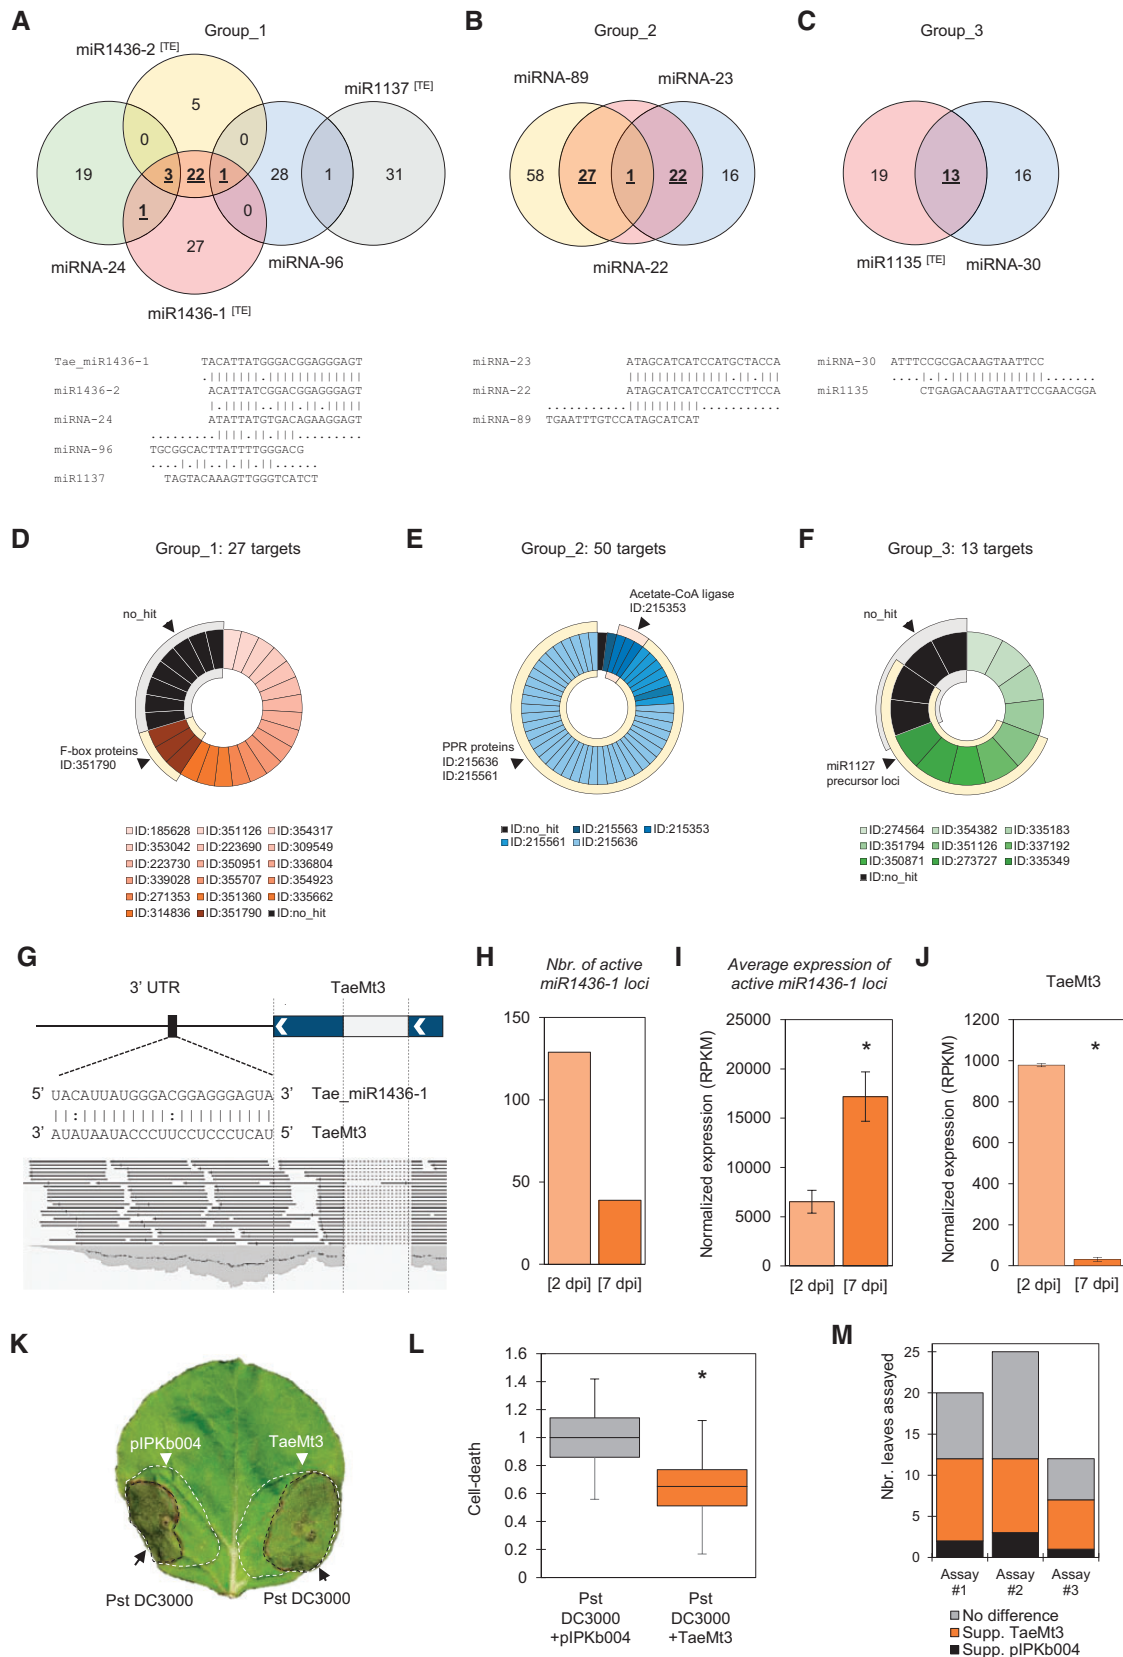 A
Group_1
miR1436-2 [TE]
miR1137 [TE]
5
0
0
19
3
22
1
28
1
31
1
0
27
miRNA-24
miRNA-96
miR1436-1 [TE]
B
Group_2
miRNA-89
miRNA-23
58
27
1
22
16
miRNA-22
C
Group_3
19
13
16
miR1135 [TE]
miRNA-30
Tae_miR1436-1 TACATTATGGGACGGAGGGAGT
miR1436-2 ACATTATCGGACGGAGGGAGT
miRNA-24 ATATTATGTGACAGAAGGAGT
miRNA-96 TGCGGCACTTATTTTGGGACG
miR1137 TAGTACAAAGTTGGGTCATCT
miRNA-23 ATAGCATCATCCATGCTACCA
miRNA-22 ATAGCATCATCCATCCTTCCA
miRNA-89 TGAATTTGTCCATAGCATCAT
miRNA-30 ATTTCCGCGACAAGTAATTCC
miR1135 CTGAGACAAGTAATTCCGAACGGA
D
Group_1: 27 targets
no_hit
F-box proteins
ID:351790
ID:185628 ID:351126 ID:354317
ID:353042 ID:223690 ID:309549
ID:223730 ID:350951 ID:336804
ID:339028 ID:355707 ID:354923
ID:271353 ID:351360 ID:335662
ID:314836 ID:351790 ID:no_hit
E
Group_2: 50 targets
Acetate-CoA ligase
ID:215353
PPR proteins
ID:215636
ID:215561
ID:no_hit ID:215563 ID:215353
ID:215561 ID:215636
F
Group_3: 13 targets
no_hit
miR1127
precursor loci
ID:274564 ID:354382 ID:335183
ID:351794 ID:351126 ID:337192
ID:350871 ID:273727 ID:335349
ID:no_hit
G
3' UTR
TaeMt3
5' UACAUUAUGGGACGGAGGGAGUA 3' Tae_miR1436-1
3' AUAUAAUACCCUUCCUCCCUCAU 5' TaeMt3
H
Nbr. of active
miR1436-1 loci
150
100
50
0
[2 dpi] [7 dpi]
I
Average expression of
active miR1436-1 loci
Normalized expression (RPKM)
25000
20000
15000
10000
5000
0
*
[2 dpi] [7 dpi]
J
TaeMt3
Normalized expression (RPKM)
1200
1000
800
600
400
200
0
*
[2 dpi] [7 dpi]
K
pIPKb004
TaeMt3
Pst DC3000
Pst DC3000
L
Cell-death
1.6
1.4
1.2
1
0.8
0.6
0.4
0.2
0
*
Pst
DC3000
+pIPKb004
Pst
DC3000
+TaeMt3
M
Nbr. leaves assayed
25
20
15
10
5
0
Assay
#1
Assay
#2
Assay
#3
No difference
Supp. TaeMt3
Supp. pIPKb004